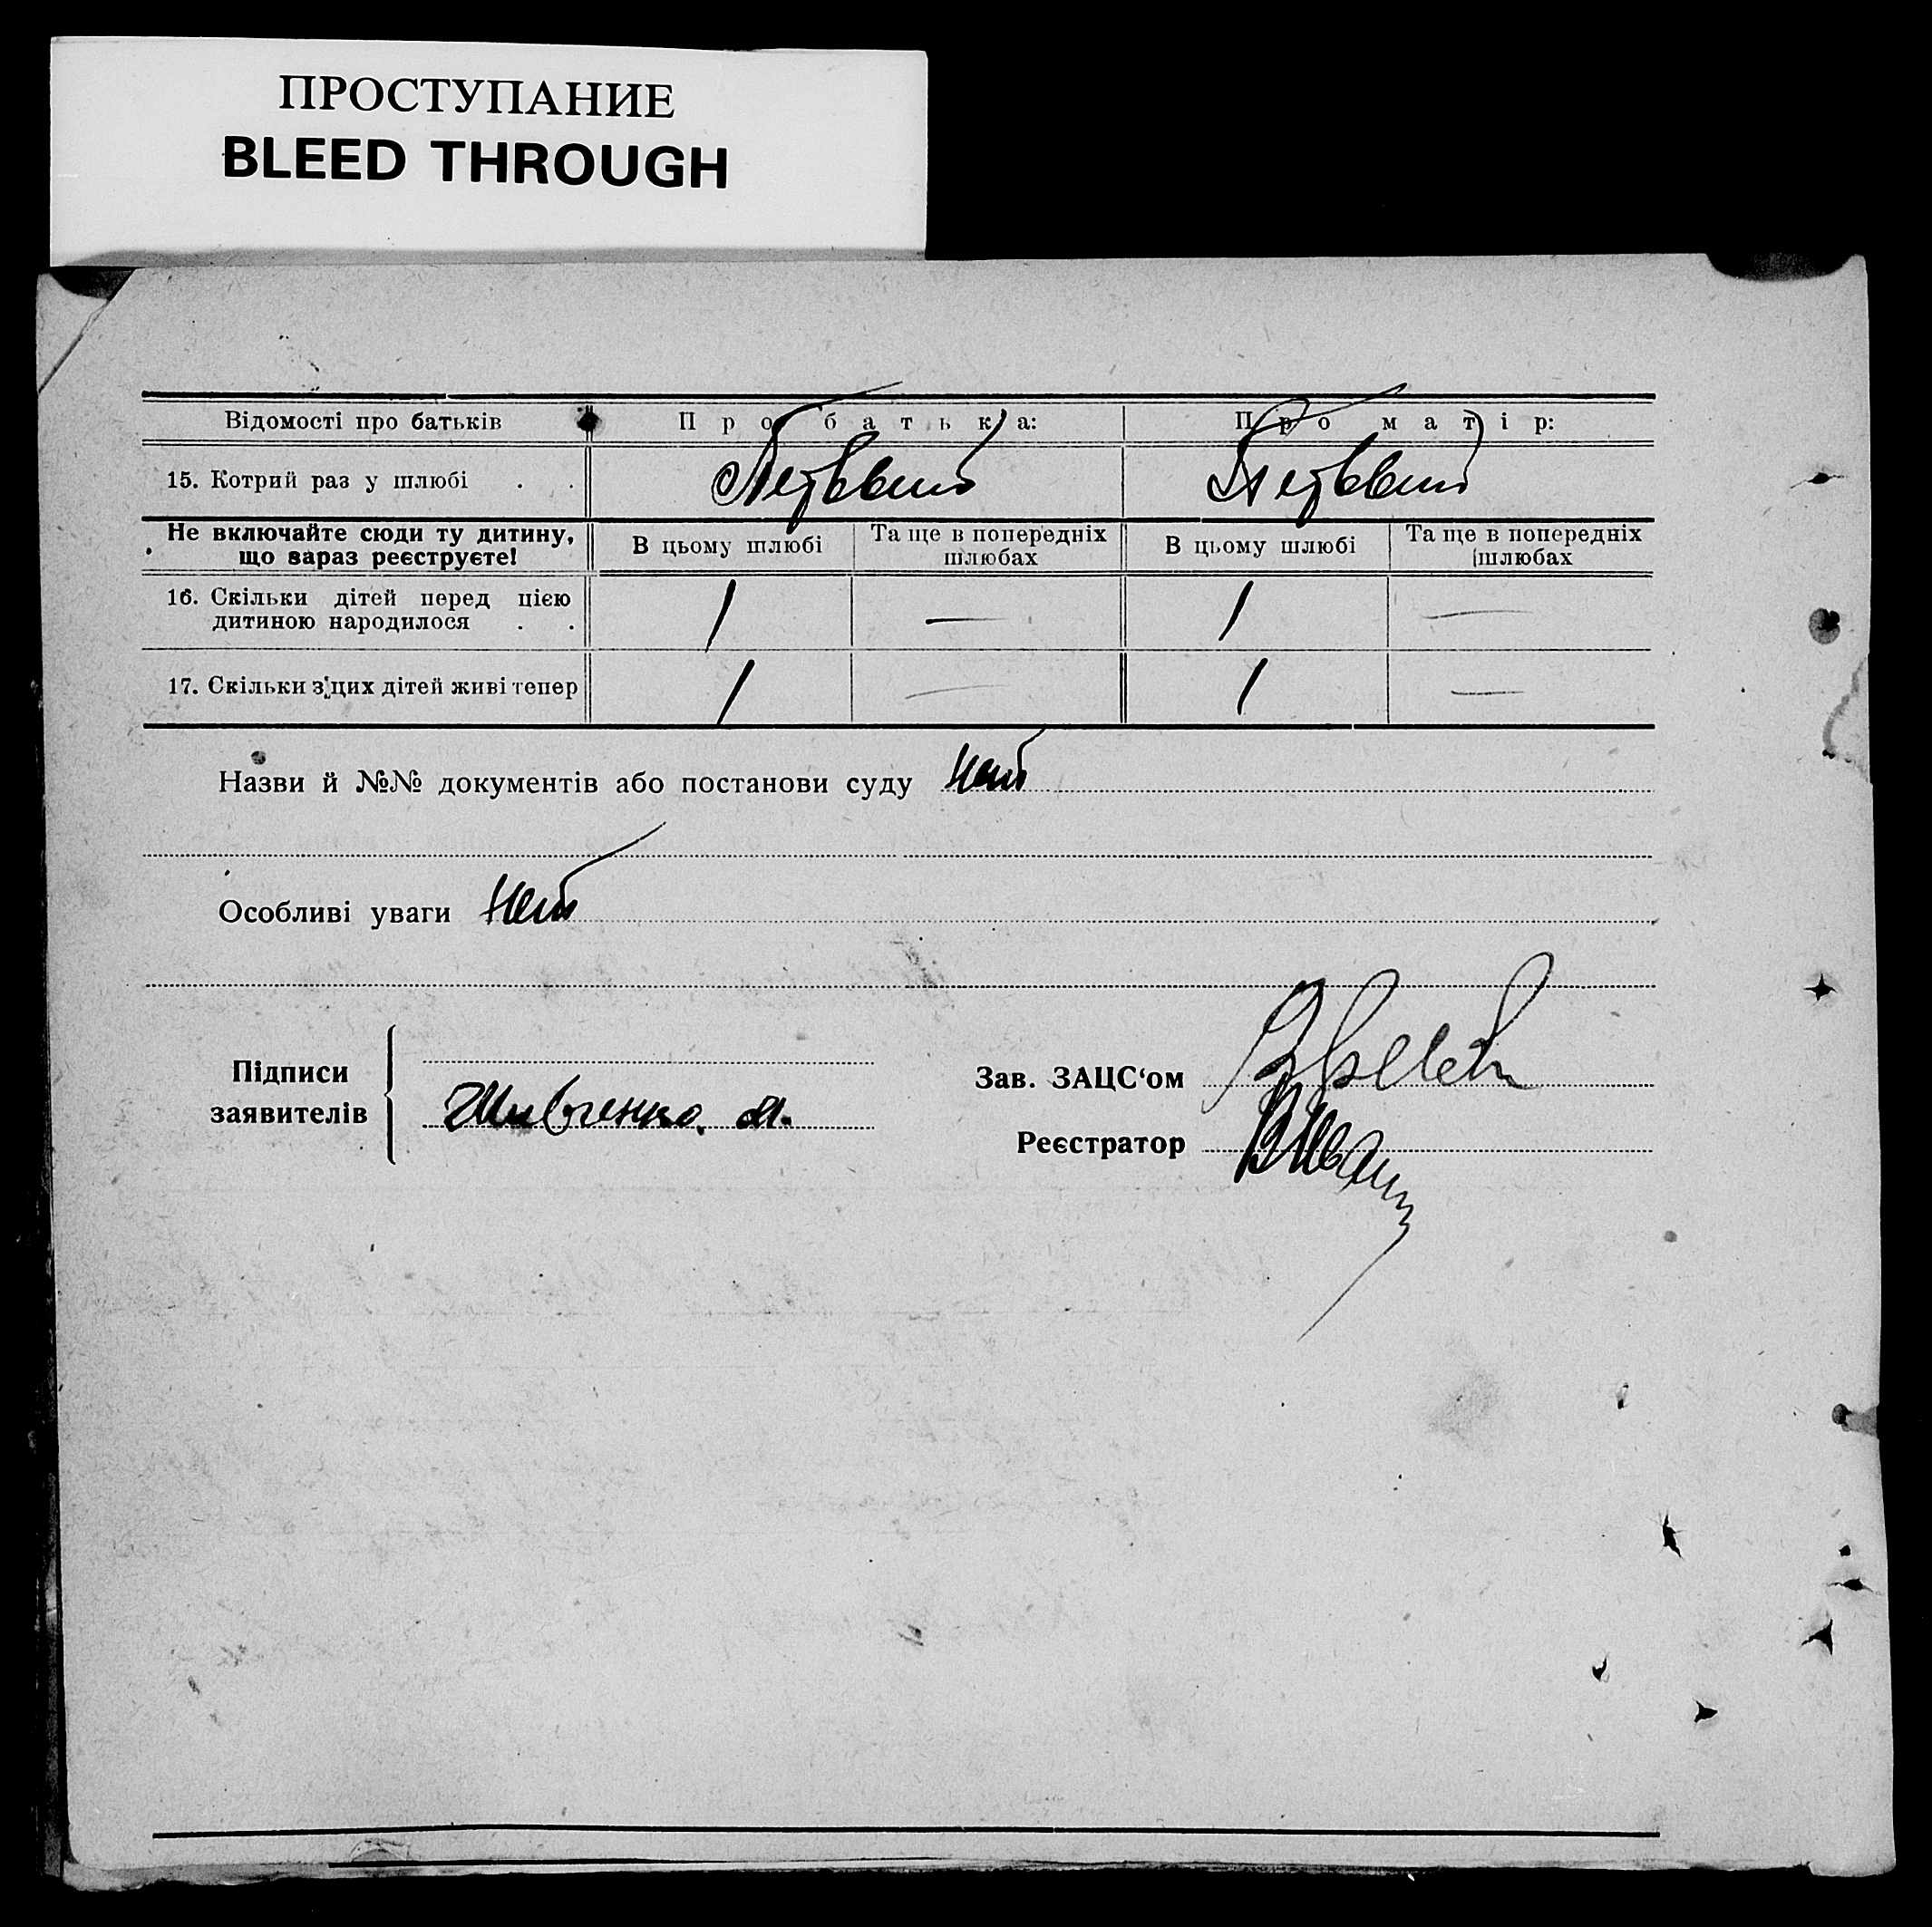 ПРОСТУПАНИЕ
BLEED THROUGH
Відомості про батьків Про батька: Про матір:
15. Котрий раз у шлюбі . . Первый Первый
Не включайте сюди ту дитину, що зараз реєструєте! В цьому шлюбі Та ще в попередніх шлюбах В цьому шлюбі Та ще в попередніх шлюбах
16. Скільки дітей перед цією дитиною народилося . . 1 — 1 —
17. Скільки з цих дітей живі тепер 1 — 1 —
Назви й №№ документів або постанови суду Нет
Особливі уваги Нет
Підписи заявителів
Зав. ЗАЦС‘ом
Реєстратор